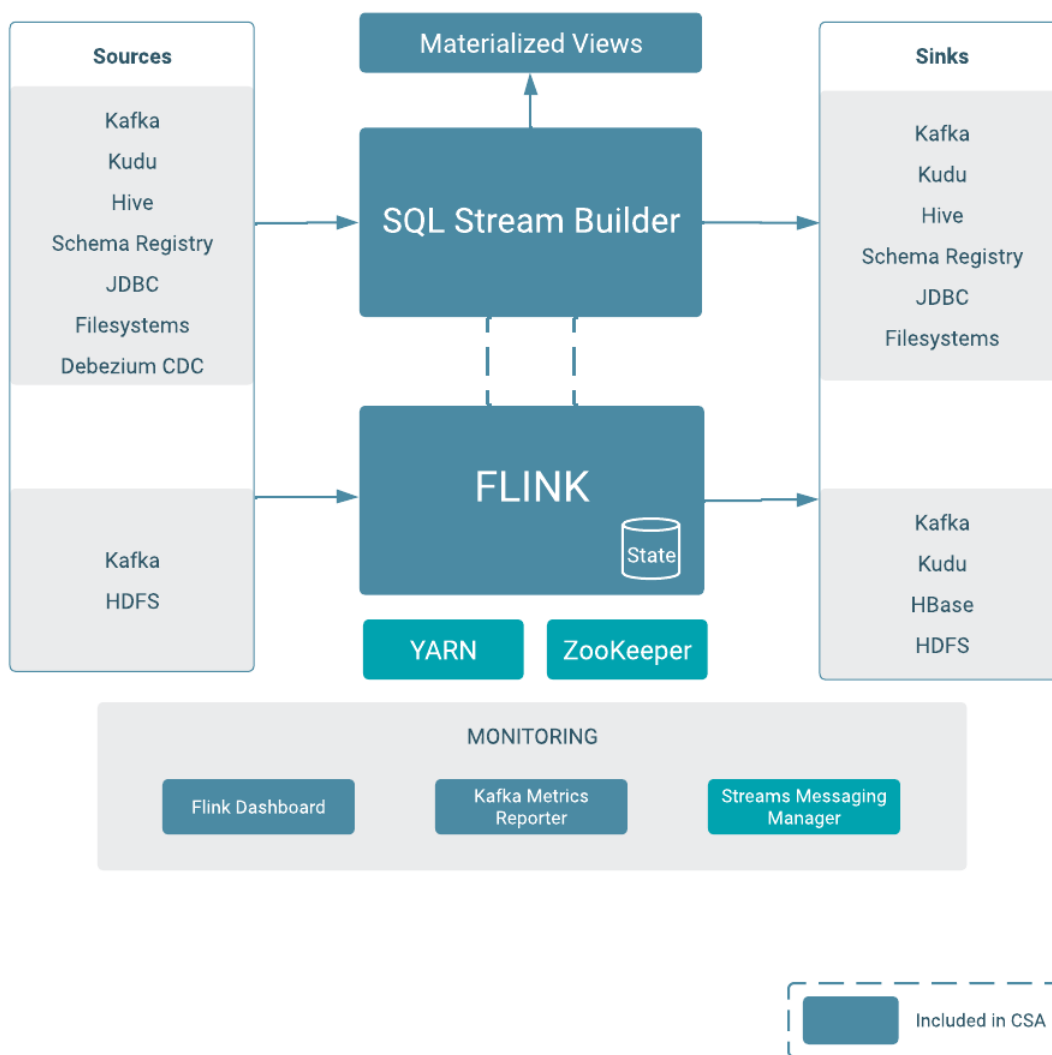 Sources
Kafka
Kudu
Hive
Schema Registry
JDBC
Filesystems
Debezium CDC
Kafka
HDFS
Materialized Views
SQL Stream Builder
FLINK
State
YARN
ZooKeeper
Sinks
Kafka
Kudu
Hive
Schema Registry
JDBC
Filesystems
Kafka
Kudu
HBase
HDFS
MONITORING
Flink Dashboard
Kafka Metrics
Reporter
Streams Messaging
Manager
Included in CSA